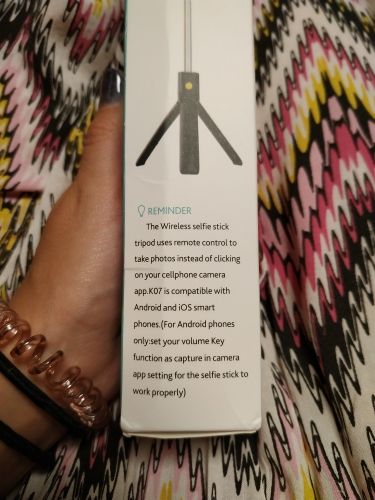 REMINDER
The Wireless selfie stick
tripod uses remote control to
take photos instead of clicking
on your cellphone camera
app.K07 is compatible with
Android and iOS smart
phones.(For Android phones
only:set your volume Key
function as capture in camera
app setting for the selfie stick to
work properly)